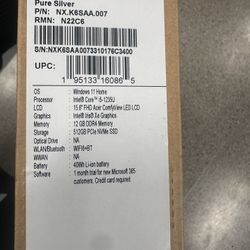 Pure Silver
P/N: NX.K6SAA.007
RMN: N22C6
S/N:NXK6SAA0073310176C3400
UPC:
1 95133 16086 5
OS Windows 11 Home
Processor Intel® Core™ i5-1235U
LCD 15.6" FHD Acer ComfyView LED LCD
Graphics Intel® Iris® Xe Graphics
Memory 12 GB DDR4 Memory
Storage 512GB PCIe NVMe SSD
Optical Drive NA
WLAN/Bluetooth WIFI6+BT
WWAN NA
Battery 40Wh Li-ion battery
Software 1 month trial for new Microsoft 365
customers. Credit card required.